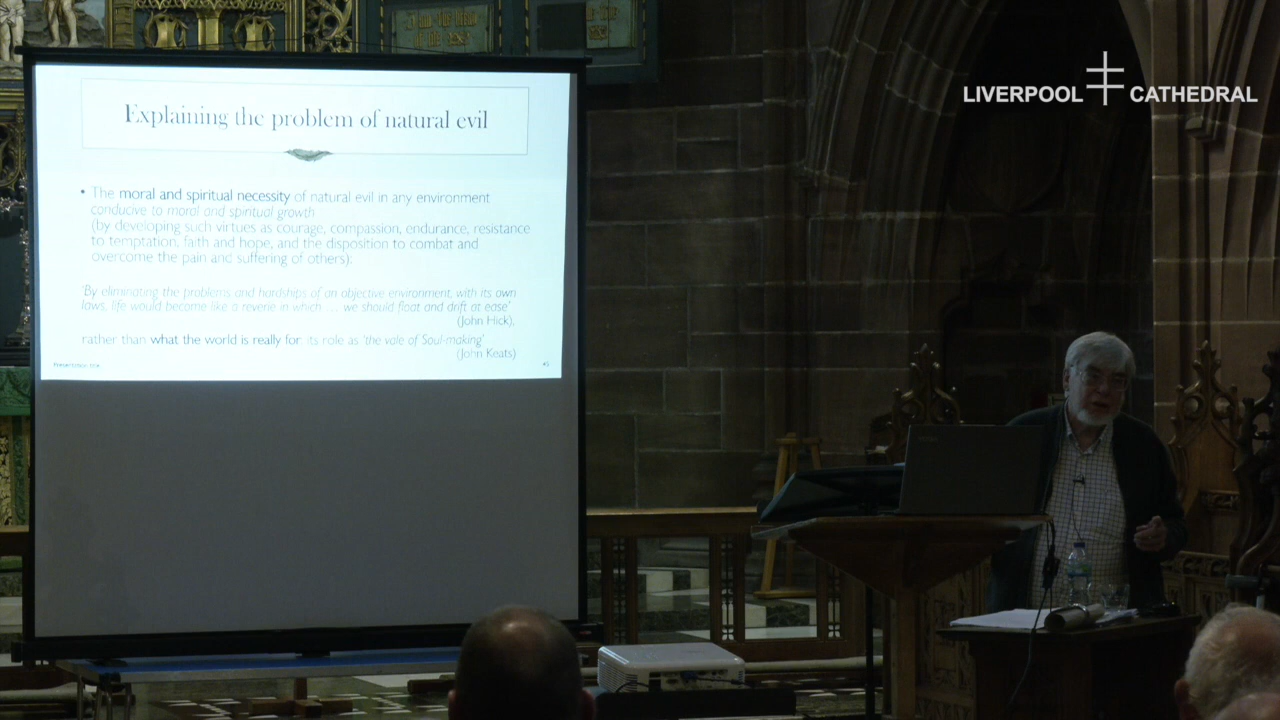 LIVERPOOL CATHEDRAL
Explaining the problem of natural evil
• The moral and spiritual necessity of natural evil in any environment
conducive to moral and spiritual growth
(by developing such virtues as courage, compassion, endurance, resistance
to temptation, faith and hope, and the disposition to combat and
overcome the pain and suffering of others):
'By eliminating the problems and hardships of an objective environment, with its own
laws, life would become like a reverie in which … we should float and drift at ease'
(John Hick),
rather than what the world is really for: its role as 'the vale of Soul-making'
(John Keats)
45